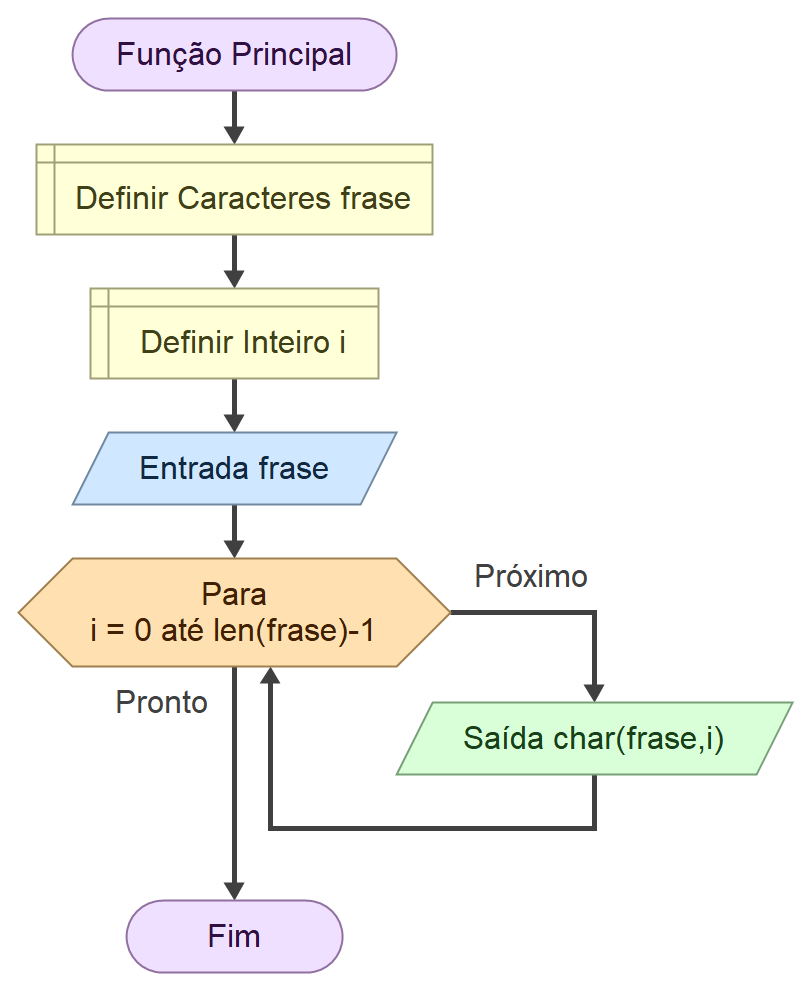 Função Principal
Definir Caracteres frase
Definir Inteiro i
Entrada frase
Para
i = 0 até len(frase)-1
Próximo
Pronto
Saída char(frase,i)
Fim